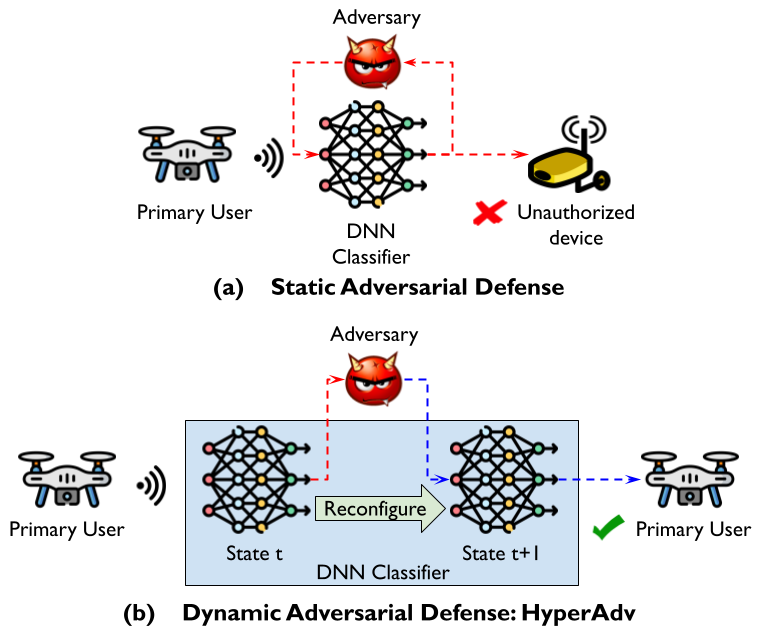 Adversary
Primary User
Unauthorized
device
DNN
Classifier
(a) Static Adversarial Defense
Adversary
Primary User
Reconfigure
Primary User
State t
State t+1
DNN Classifier
(b) Dynamic Adversarial Defense: HyperAdv